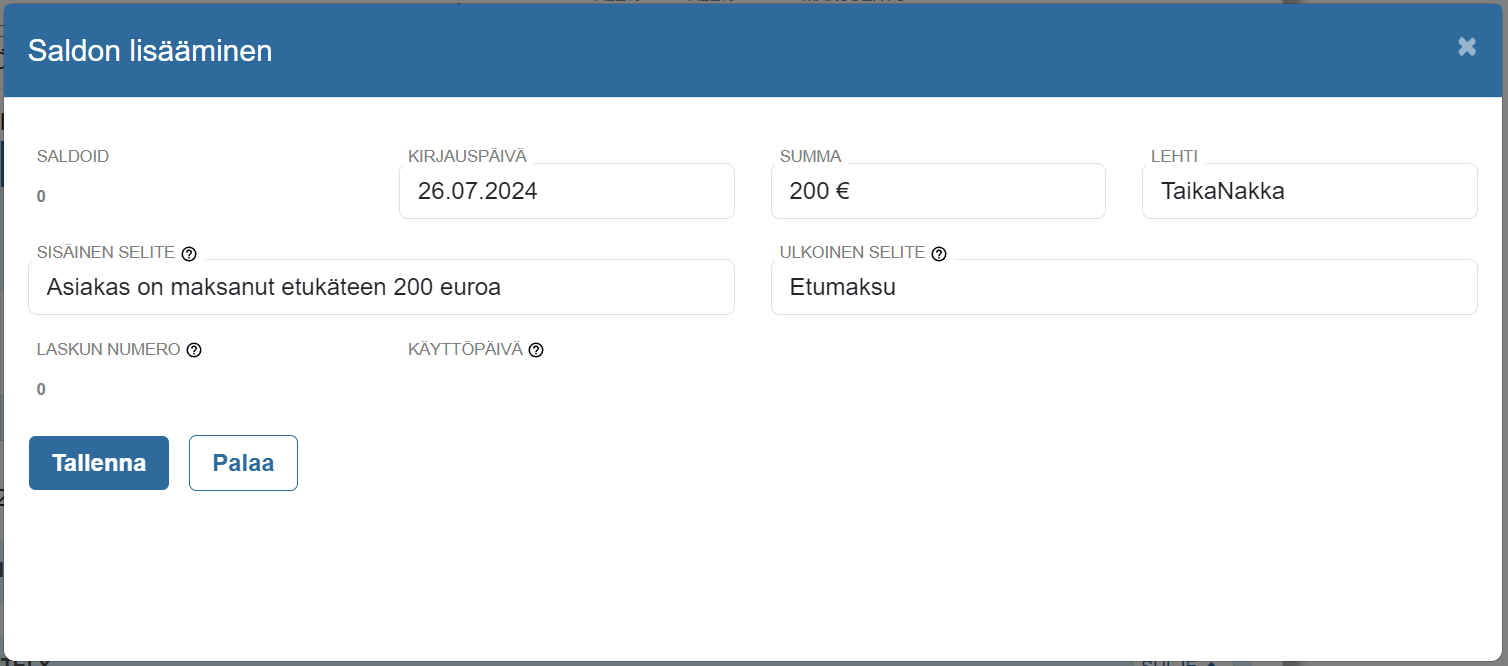 Saldon lisääminen
SALDOID
KIRJAUSPÄIVÄ
SUMMA
LEHTI
0
26.07.2024
200 €
TaikaNakka
SISÄINEN SELITE
ULKOINEN SELITE
Asiakas on maksanut etukäteen 200 euroa
Etumaksu
LASKUN NUMERO
KÄYTTÖPÄIVÄ
0
Tallenna
Palaa